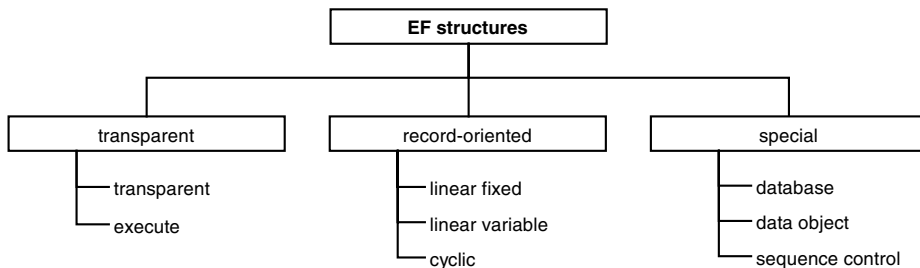 EF structures
transparent
record-oriented
special
transparent
execute
linear fixed
linear variable
cyclic
database
data object
sequence control